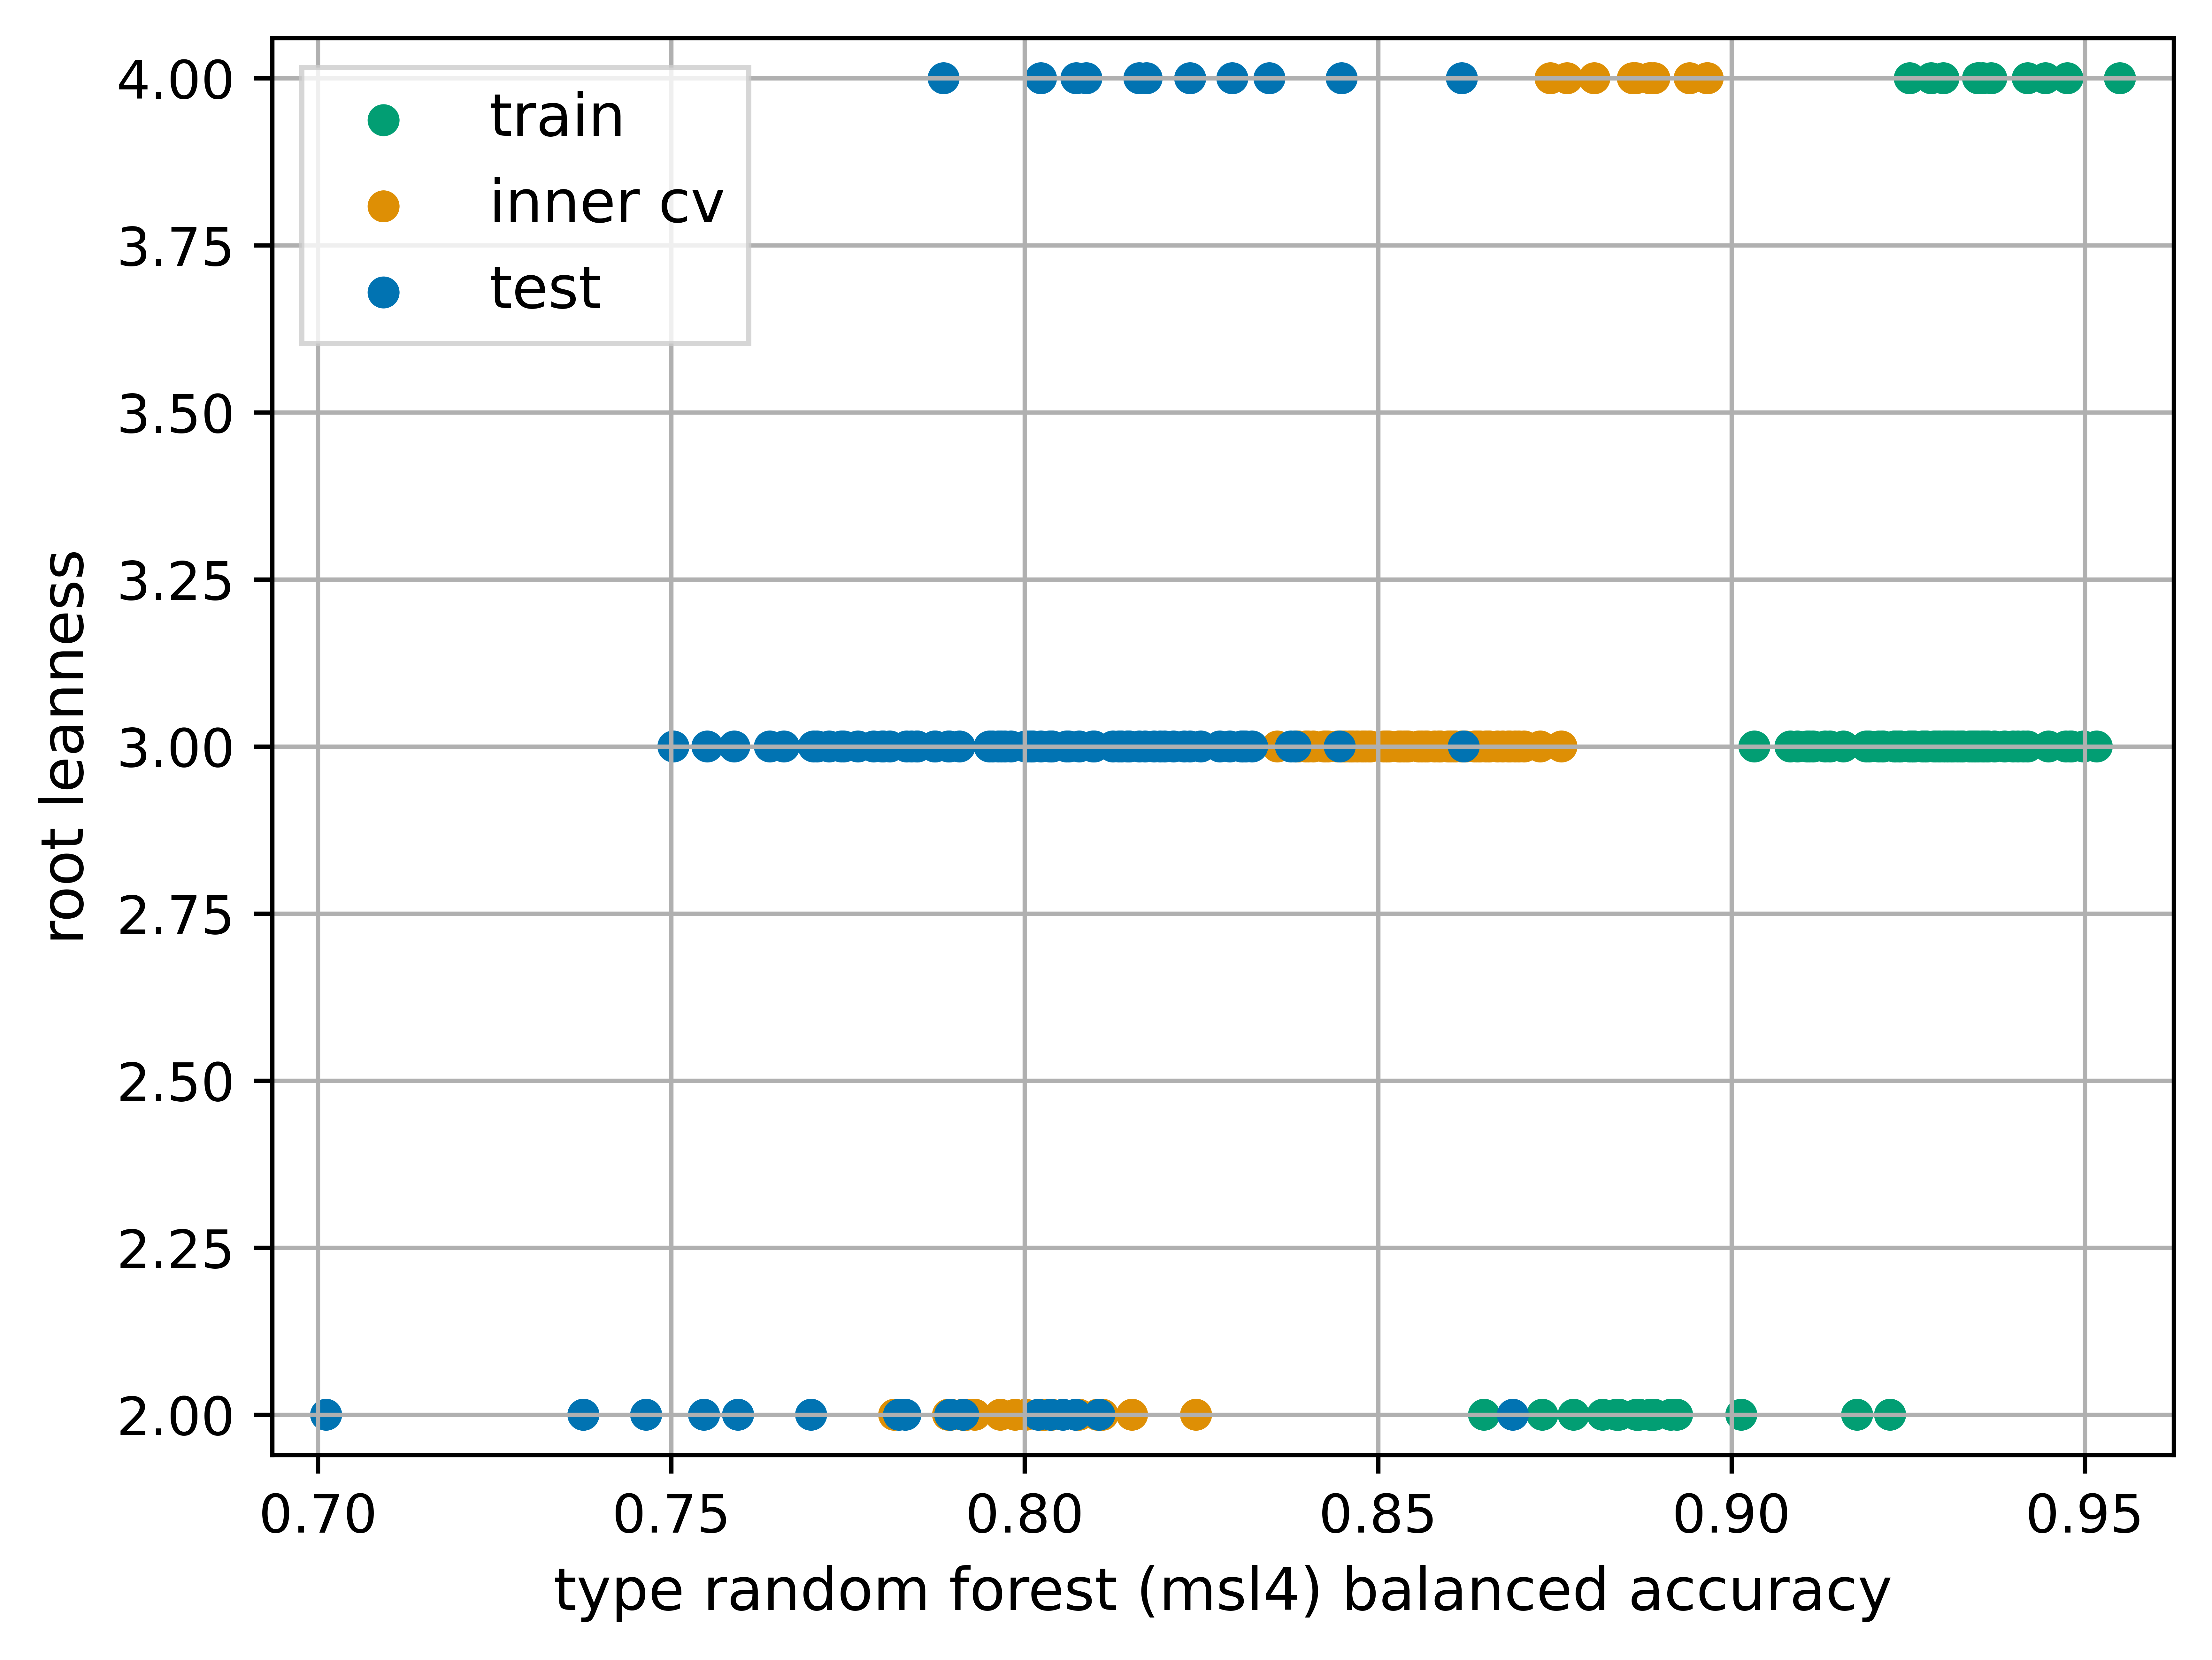 4.00
3.75
3.50
3.25
3.00
2.75
2.50
2.25
2.00
root leanness
train
inner cv
test
0.70 0.75 0.80 0.85 0.90 0.95
type random forest (msl4) balanced accuracy